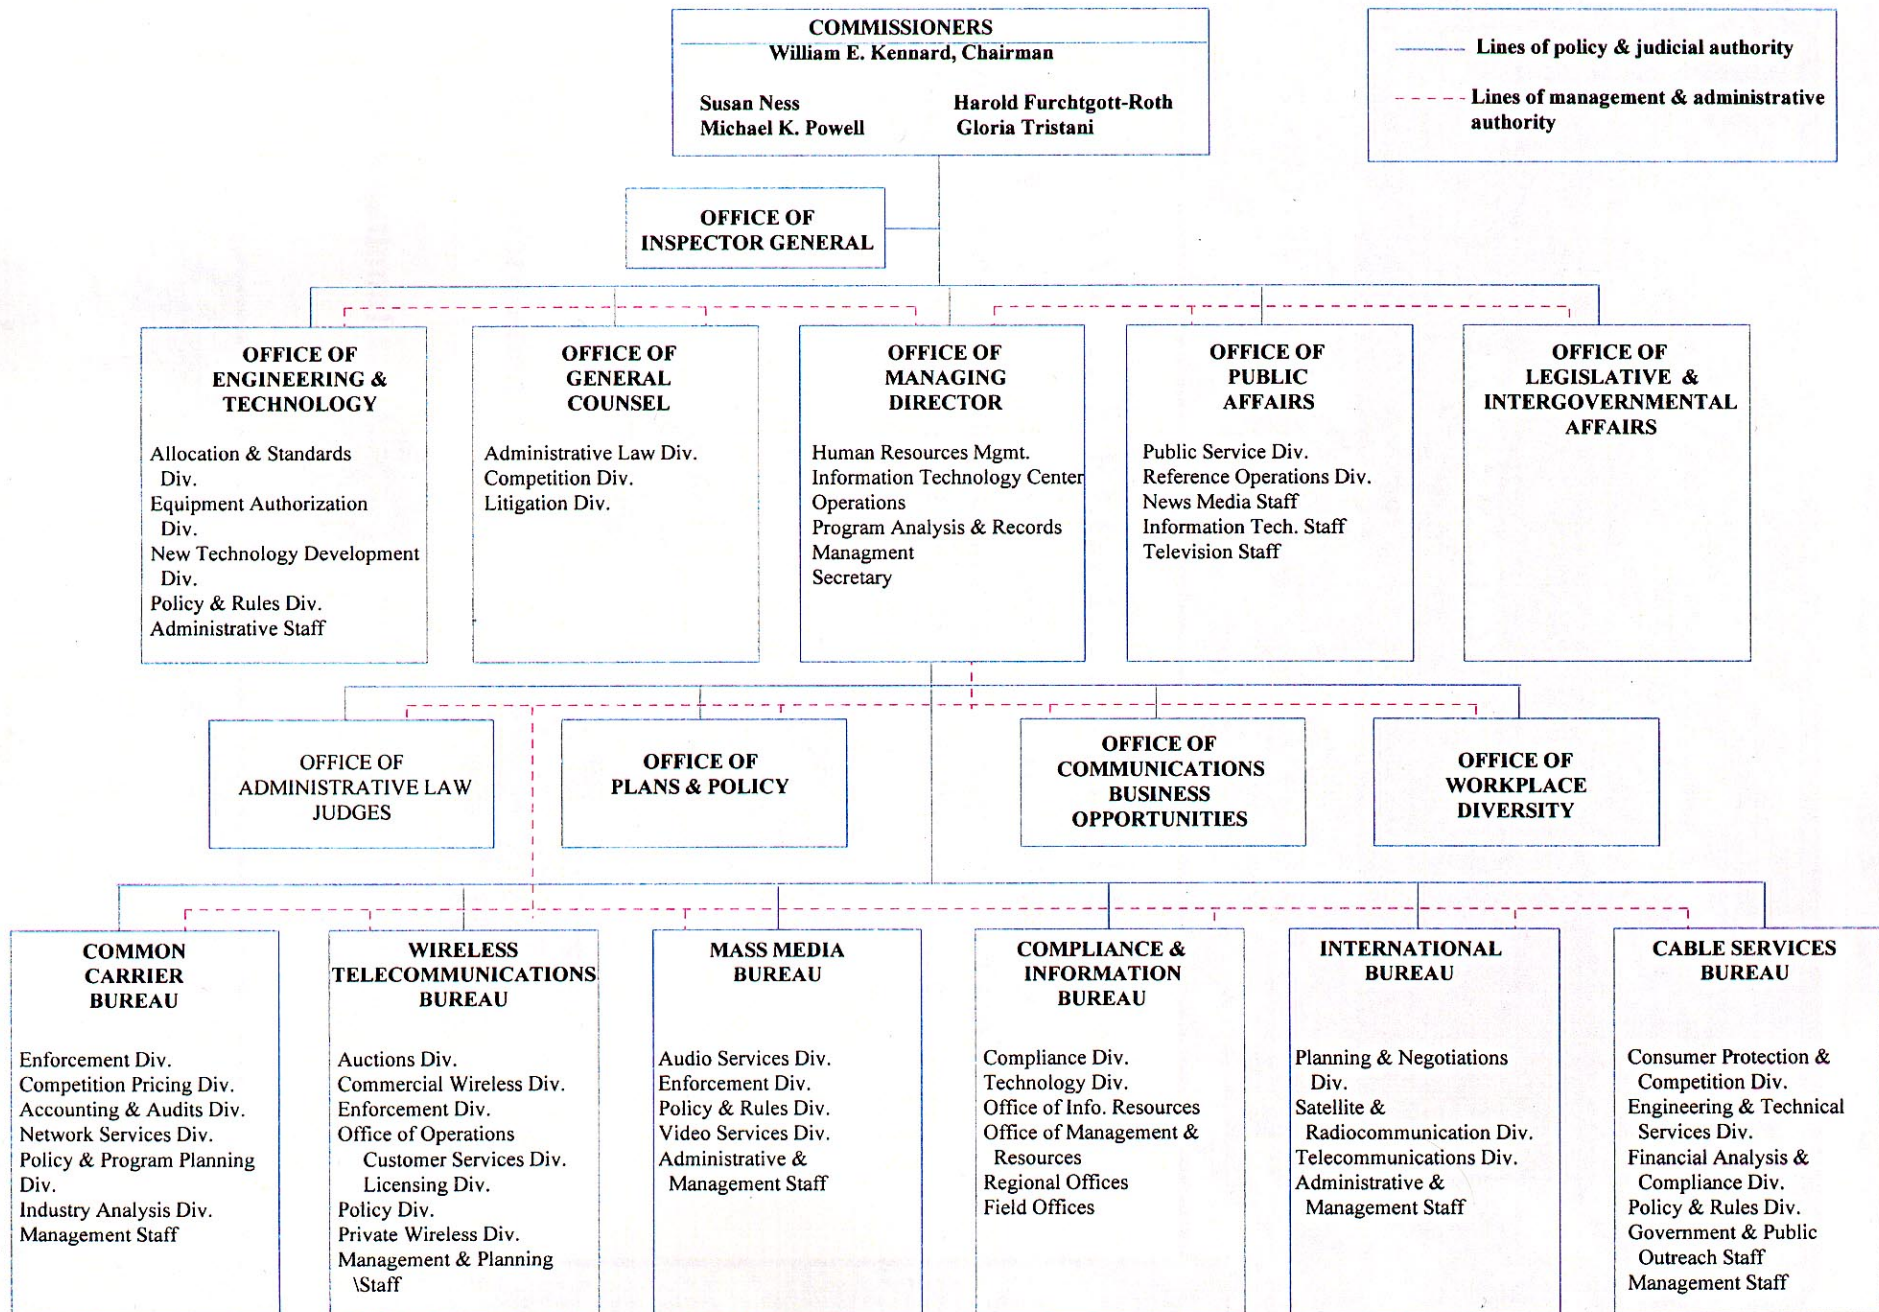 COMMISSIONERS
William E. Kennard, Chairman
Susan Ness
Harold Furchtgott-Roth
Michael K. Powell
Gloria Tristani
Lines of policy & judicial authority
Lines of management & administrative
authority
OFFICE OF
INSPECTOR GENERAL
OFFICE OF
ENGINEERING &
TECHNOLOGY
Allocation & Standards
Div.
Equipment Authorization
Div.
New Technology Development
Div.
Policy & Rules Div.
Administrative Staff
OFFICE OF
GENERAL
COUNSEL
Administrative Law Div.
Competition Div.
Litigation Div.
OFFICE OF
MANAGING
DIRECTOR
Human Resources Mgmt.
Information Technology Center
Operations
Program Analysis & Records
Managment
Secretary
OFFICE OF
PUBLIC
AFFAIRS
Public Service Div.
Reference Operations Div.
News Media Staff
Information Tech. Staff
Television Staff
OFFICE OF
LEGISLATIVE &
INTERGOVERNMENTAL
AFFAIRS
OFFICE OF
ADMINISTRATIVE LAW
JUDGES
OFFICE OF
PLANS & POLICY
OFFICE OF
COMMUNICATIONS
BUSINESS
OPPORTUNITIES
OFFICE OF
WORKPLACE
DIVERSITY
COMMON
CARRIER
BUREAU
Enforcement Div.
Competition Pricing Div.
Accounting & Audits Div.
Network Services Div.
Policy & Program Planning
Div.
Industry Analysis Div.
Management Staff
WIRELESS
TELECOMMUNICATIONS
BUREAU
Auctions Div.
Commercial Wireless Div.
Enforcement Div.
Office of Operations
Customer Services Div.
Licensing Div.
Policy Div.
Private Wireless Div.
Management & Planning
\Staff
MASS MEDIA
BUREAU
Audio Services Div.
Enforcement Div.
Policy & Rules Div.
Video Services Div.
Administrative &
Management Staff
COMPLIANCE &
INFORMATION
BUREAU
Compliance Div.
Technology Div.
Office of Info. Resources
Office of Management &
Resources
Regional Offices
Field Offices
INTERNATIONAL
BUREAU
Planning & Negotiations
Div.
Satellite &
Radiocommunication Div.
Telecommunications Div.
Administrative &
Management Staff
CABLE SERVICES
BUREAU
Consumer Protection &
Competition Div.
Engineering & Technical
Services Div.
Financial Analysis &
Compliance Div.
Policy & Rules Div.
Government & Public
Outreach Staff
Management Staff